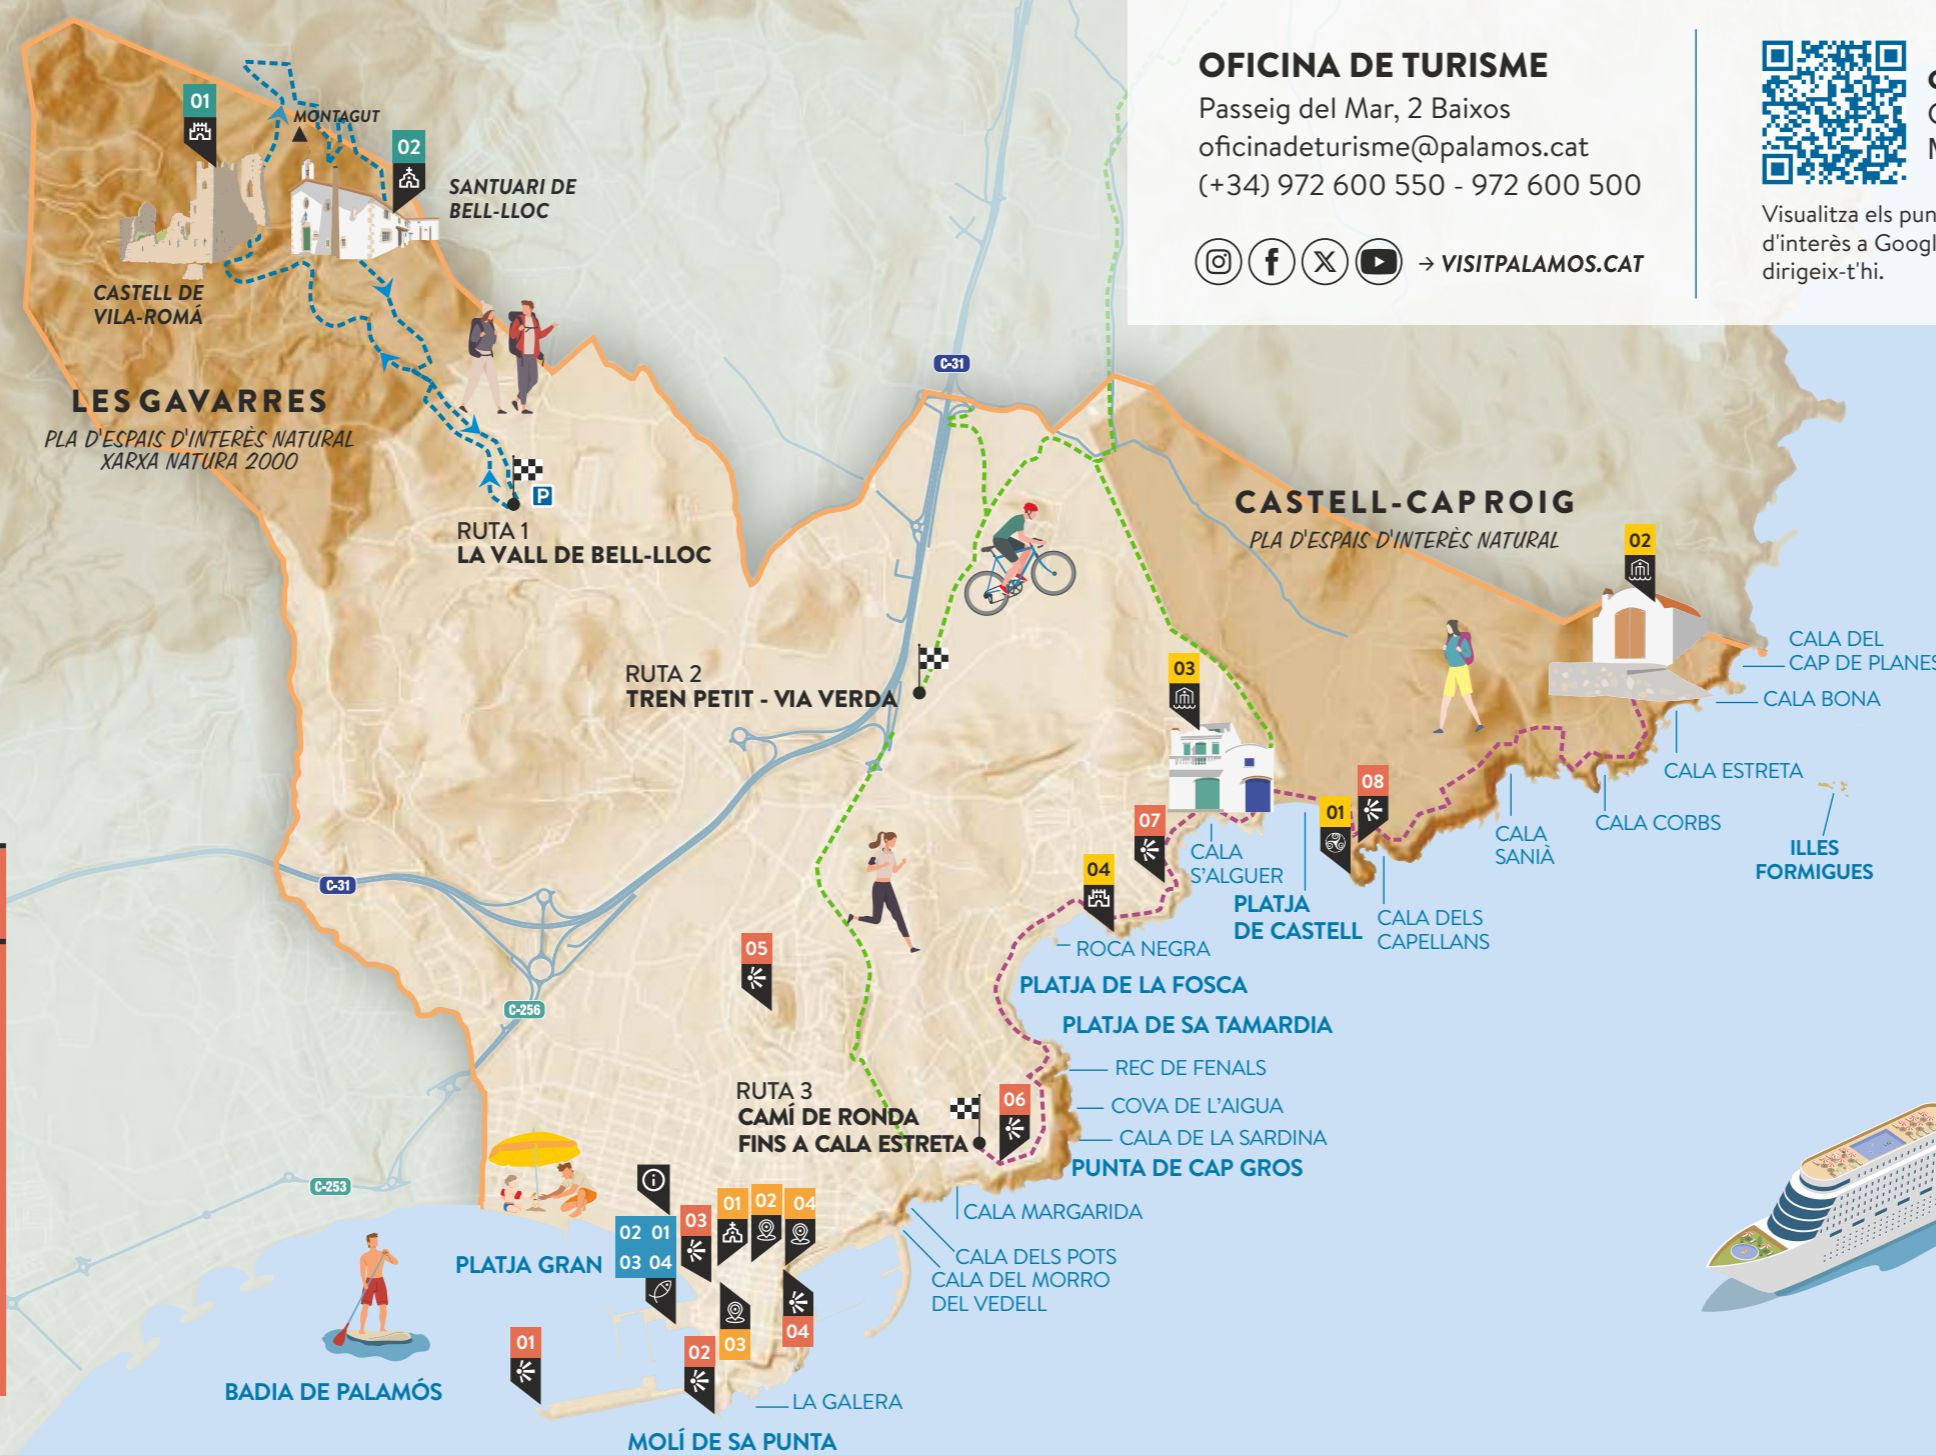 OFICINA DE TURISME
Passeig del Mar, 2 Baixos
oficinadeturisme@palamos.cat
(+34) 972 600 550 - 972 600 500
→ VISITPALAMOS.CAT
Visualitza els
d'interès a
dirigeix-t'hi.
01
MONTAGUT
02
SANTUARI DE
BELL-LLOC
CASTELL DE
VILA-ROMÁ
C-31
LES GAVARRES
PLA D'ESPAIS D'INTERÈS NATURAL
XARXA NATURA 2000
P
RUTA 1
LA VALL DE BELL-LLOC
CASTELL-CAP ROIG
PLA D'ESPAIS D'INTERÈS NATURAL
02
RUTA 2
TREN PETIT - VIA VERDA
03
CALA DEL
CAP DE PLANES
CALA BONA
CALA ESTRETA
CALA CORBS
CALA
SANIÀ
ILLES
FORMIGUES
08
01
07
CALA
S'ALGUER
PLATJA
DE CASTELL
CALA DELS
CAPELLANS
04
ROCA NEGRA
C-31
05
C-256
PLATJA DE LA FOSCA
PLATJA DE SA TAMARDIA
REC DE FENALS
COVA DE L'AIGUA
CALA DE LA SARDINA
PUNTA DE CAP GROS
RUTA 3
CAMÍ DE RONDA
FINS A CALA ESTRETA
06
C-253
CALA MARGARIDA
CALA DELS POTS
CALA DEL MORRO
DEL VEDELL
PLATJA GRAN
02 01
03 04
03
01
02
04
01
02
03
04
BADIA DE PALAMÓS
LA GALERA
MOLÍ DE SA PUNTA